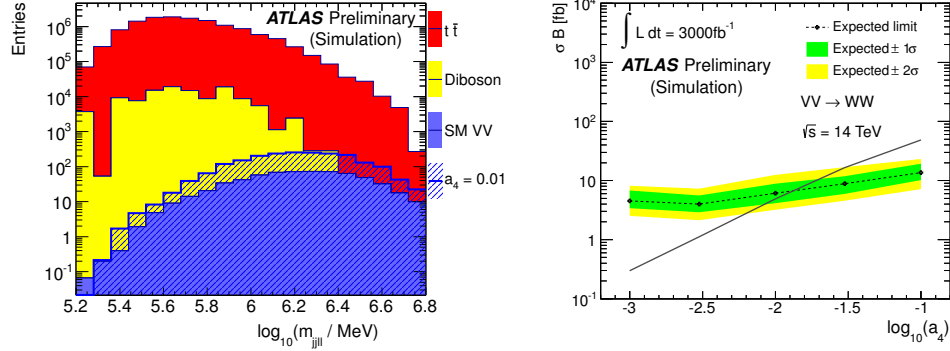 Entries
10^6
10^5
10^4
10^3
10^2
10
1
10^-1
5.2 5.4 5.6 5.8 6 6.2 6.4 6.6 6.8
log10(m_jjll / MeV)
ATLAS Preliminary
(Simulation)
t t̄
Diboson
SM VV
a_4 = 0.01
σ B [fb]
10^4
10^3
10^2
10
1
10^-1
-3 -2.5 -2 -1.5 -1
log10(a_4)
∫ L dt = 3000fb^-1
ATLAS Preliminary
(Simulation)
Expected limit
Expected ± 1σ
Expected ± 2σ
VV → WW
√s = 14 TeV